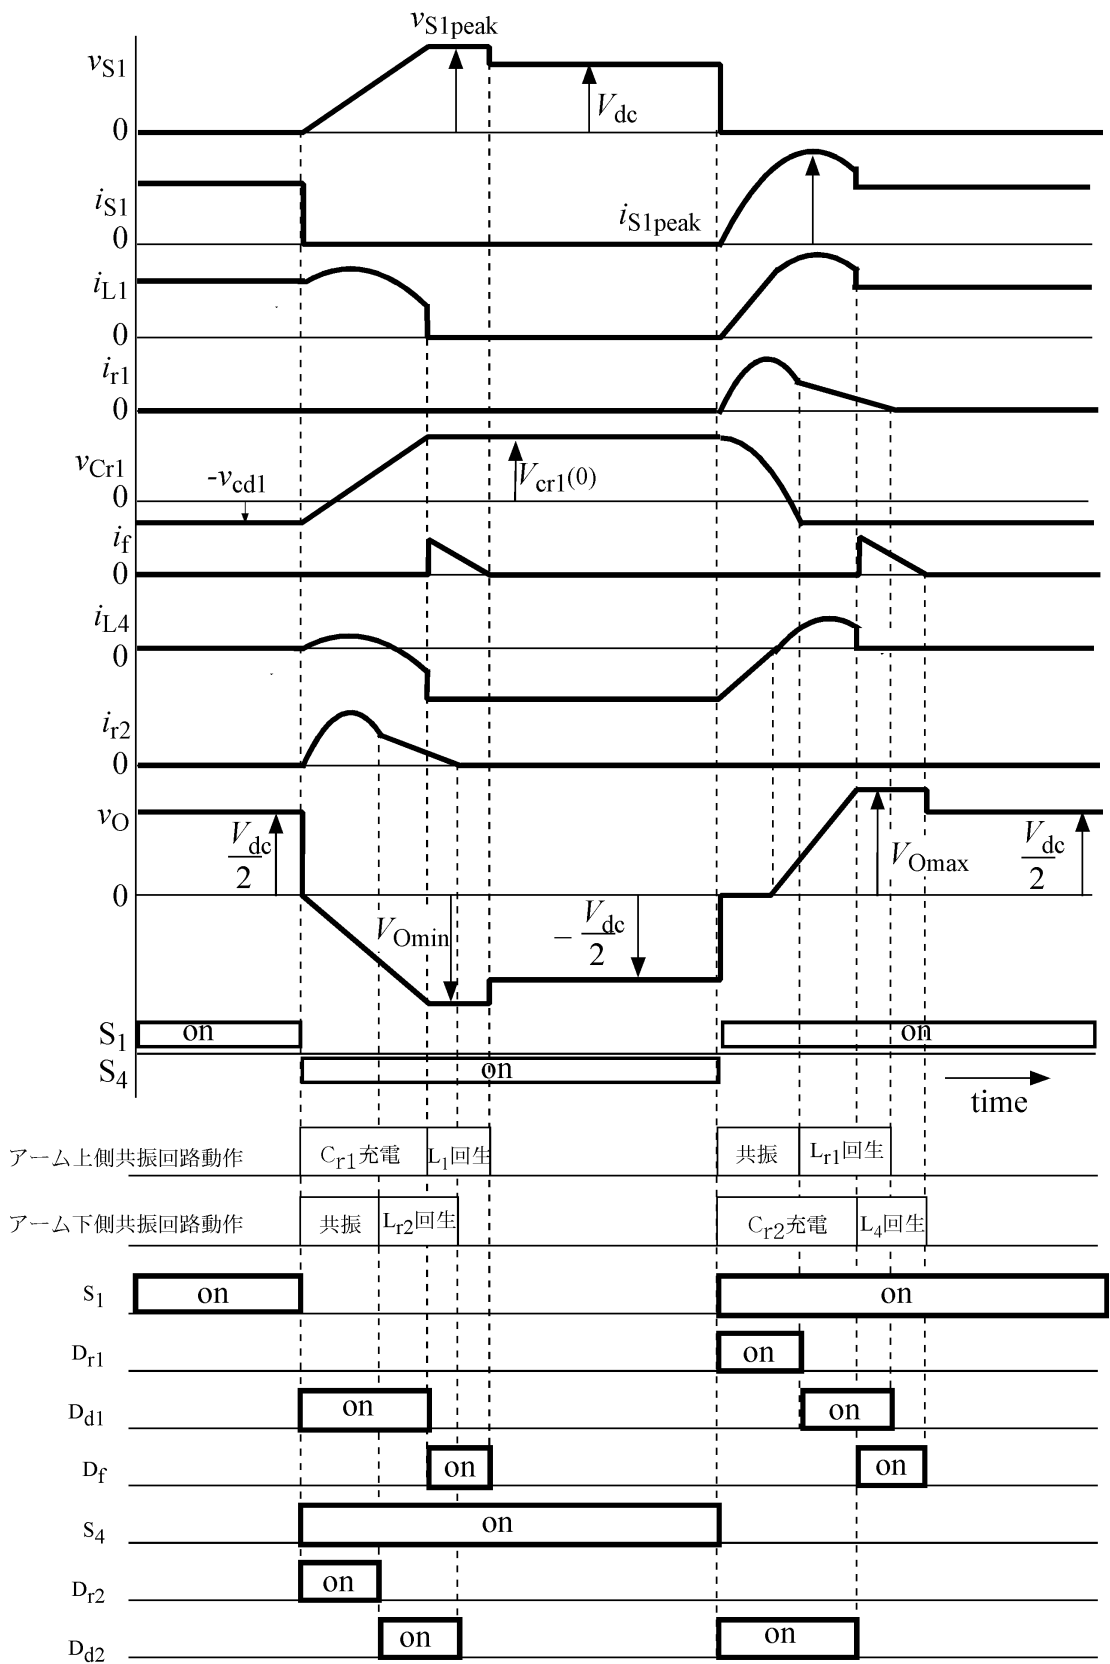 vS1peak
vS1
Vdc
0
iS1
iS1peak
0
iL1
0
ir1
0
vCr1
-vcd1
Vcr1(0)
0
if
0
iL4
0
ir2
0
vO
Vdc
2
VOmax
Vdc
2
0
VOmin
− Vdc
2
S1 on on
S4 on
time
アーム上側共振回路動作 Cr1充電 L1回生 共振 Lr1回生
アーム下側共振回路動作 共振 Lr2回生 Cr2充電 L4回生
S1 on on
Dr1 on
Dd1 on on
Df on on
S4 on
Dr2 on
Dd2 on on